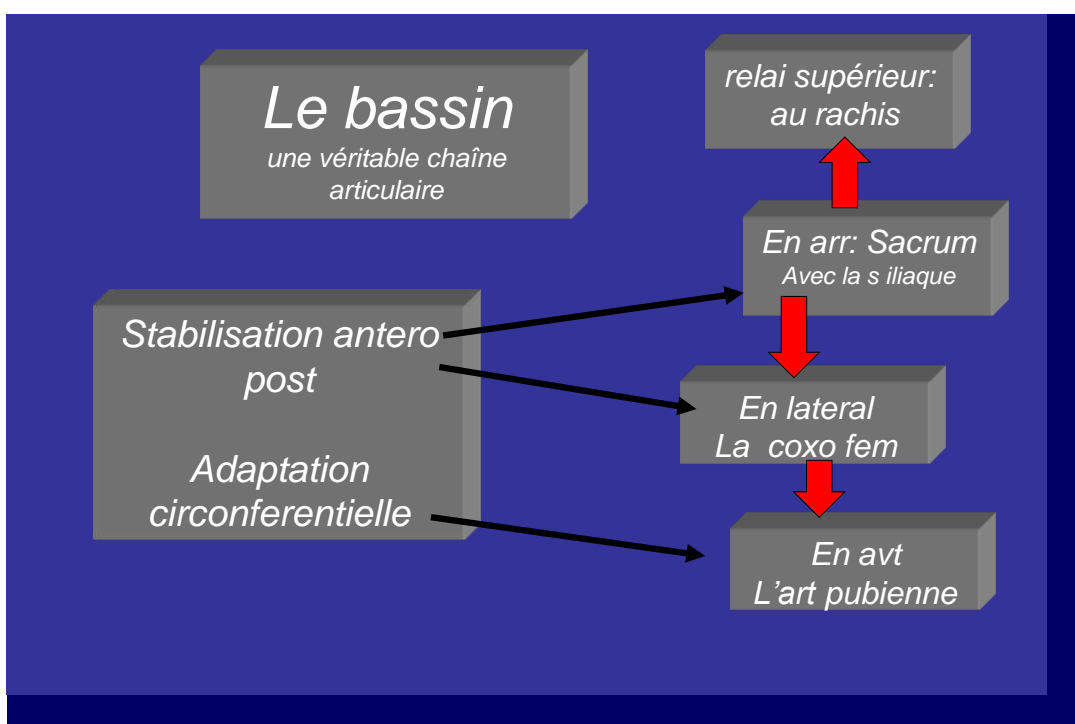 Le bassin
une véritable chaîne
articulaire
relai supérieur:
au rachis
En arr: Sacrum
Avec la s iliaque
Stabilisation antero
post
Adaptation
circonferentielle
En lateral
La coxo fem
En avt
L'art pubienne